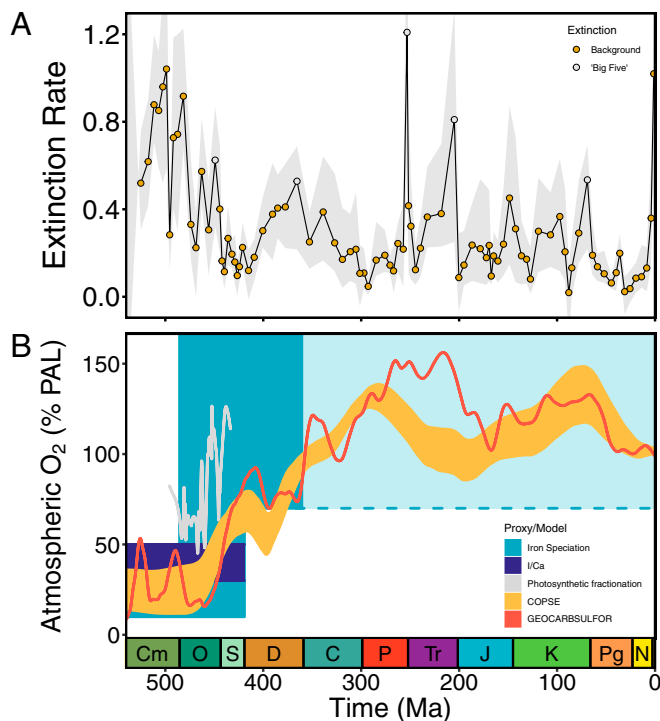 A
Extinction Rate
1.2
0.8
0.4
0.0
Extinction
Background
'Big Five'
B
Atmospheric O2 (% PAL)
150
100
50
0
Proxy/Model
Iron Speciation
I/Ca
Photosynthetic fractionation
COPSE
GEOCARBSULFOR
Cm O S D C P Tr J K Pg N
500 400 300 200 100 0
Time (Ma)